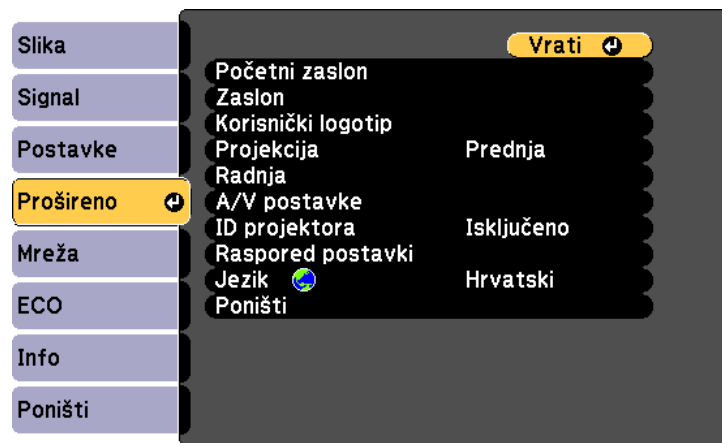 Slika
Signal
Postavke
Prošireno
Mreža
ECO
Info
Poništi
Vrati
Početni zaslon
Zaslon
Korisnički logotip
Projekcija Prednja
Radnja
A/V postavke
ID projektora Isključeno
Raspored postavki
Jezik Hrvatski
Poništi